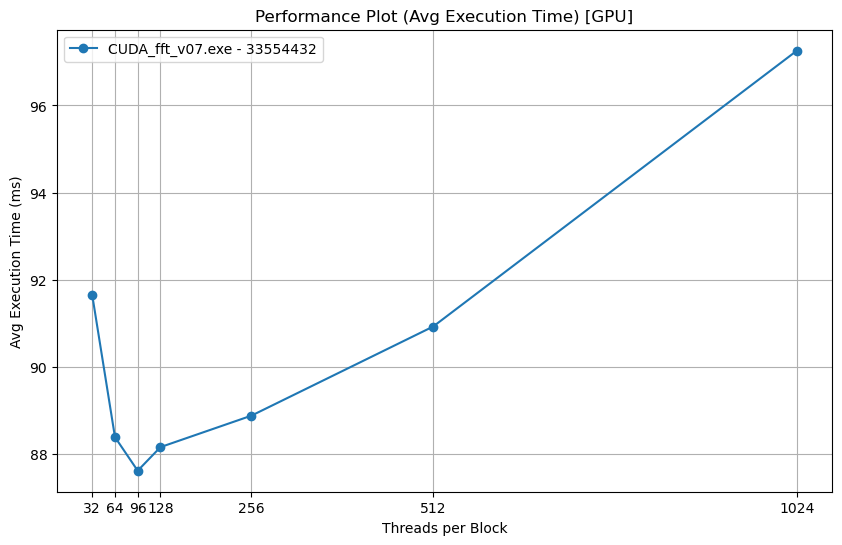 Performance Plot (Avg Execution Time) [GPU]
CUDA_fft_v07.exe - 33554432
Avg Execution Time (ms)
96
94
92
90
88
32 64 96 128 256 512 1024
Threads per Block